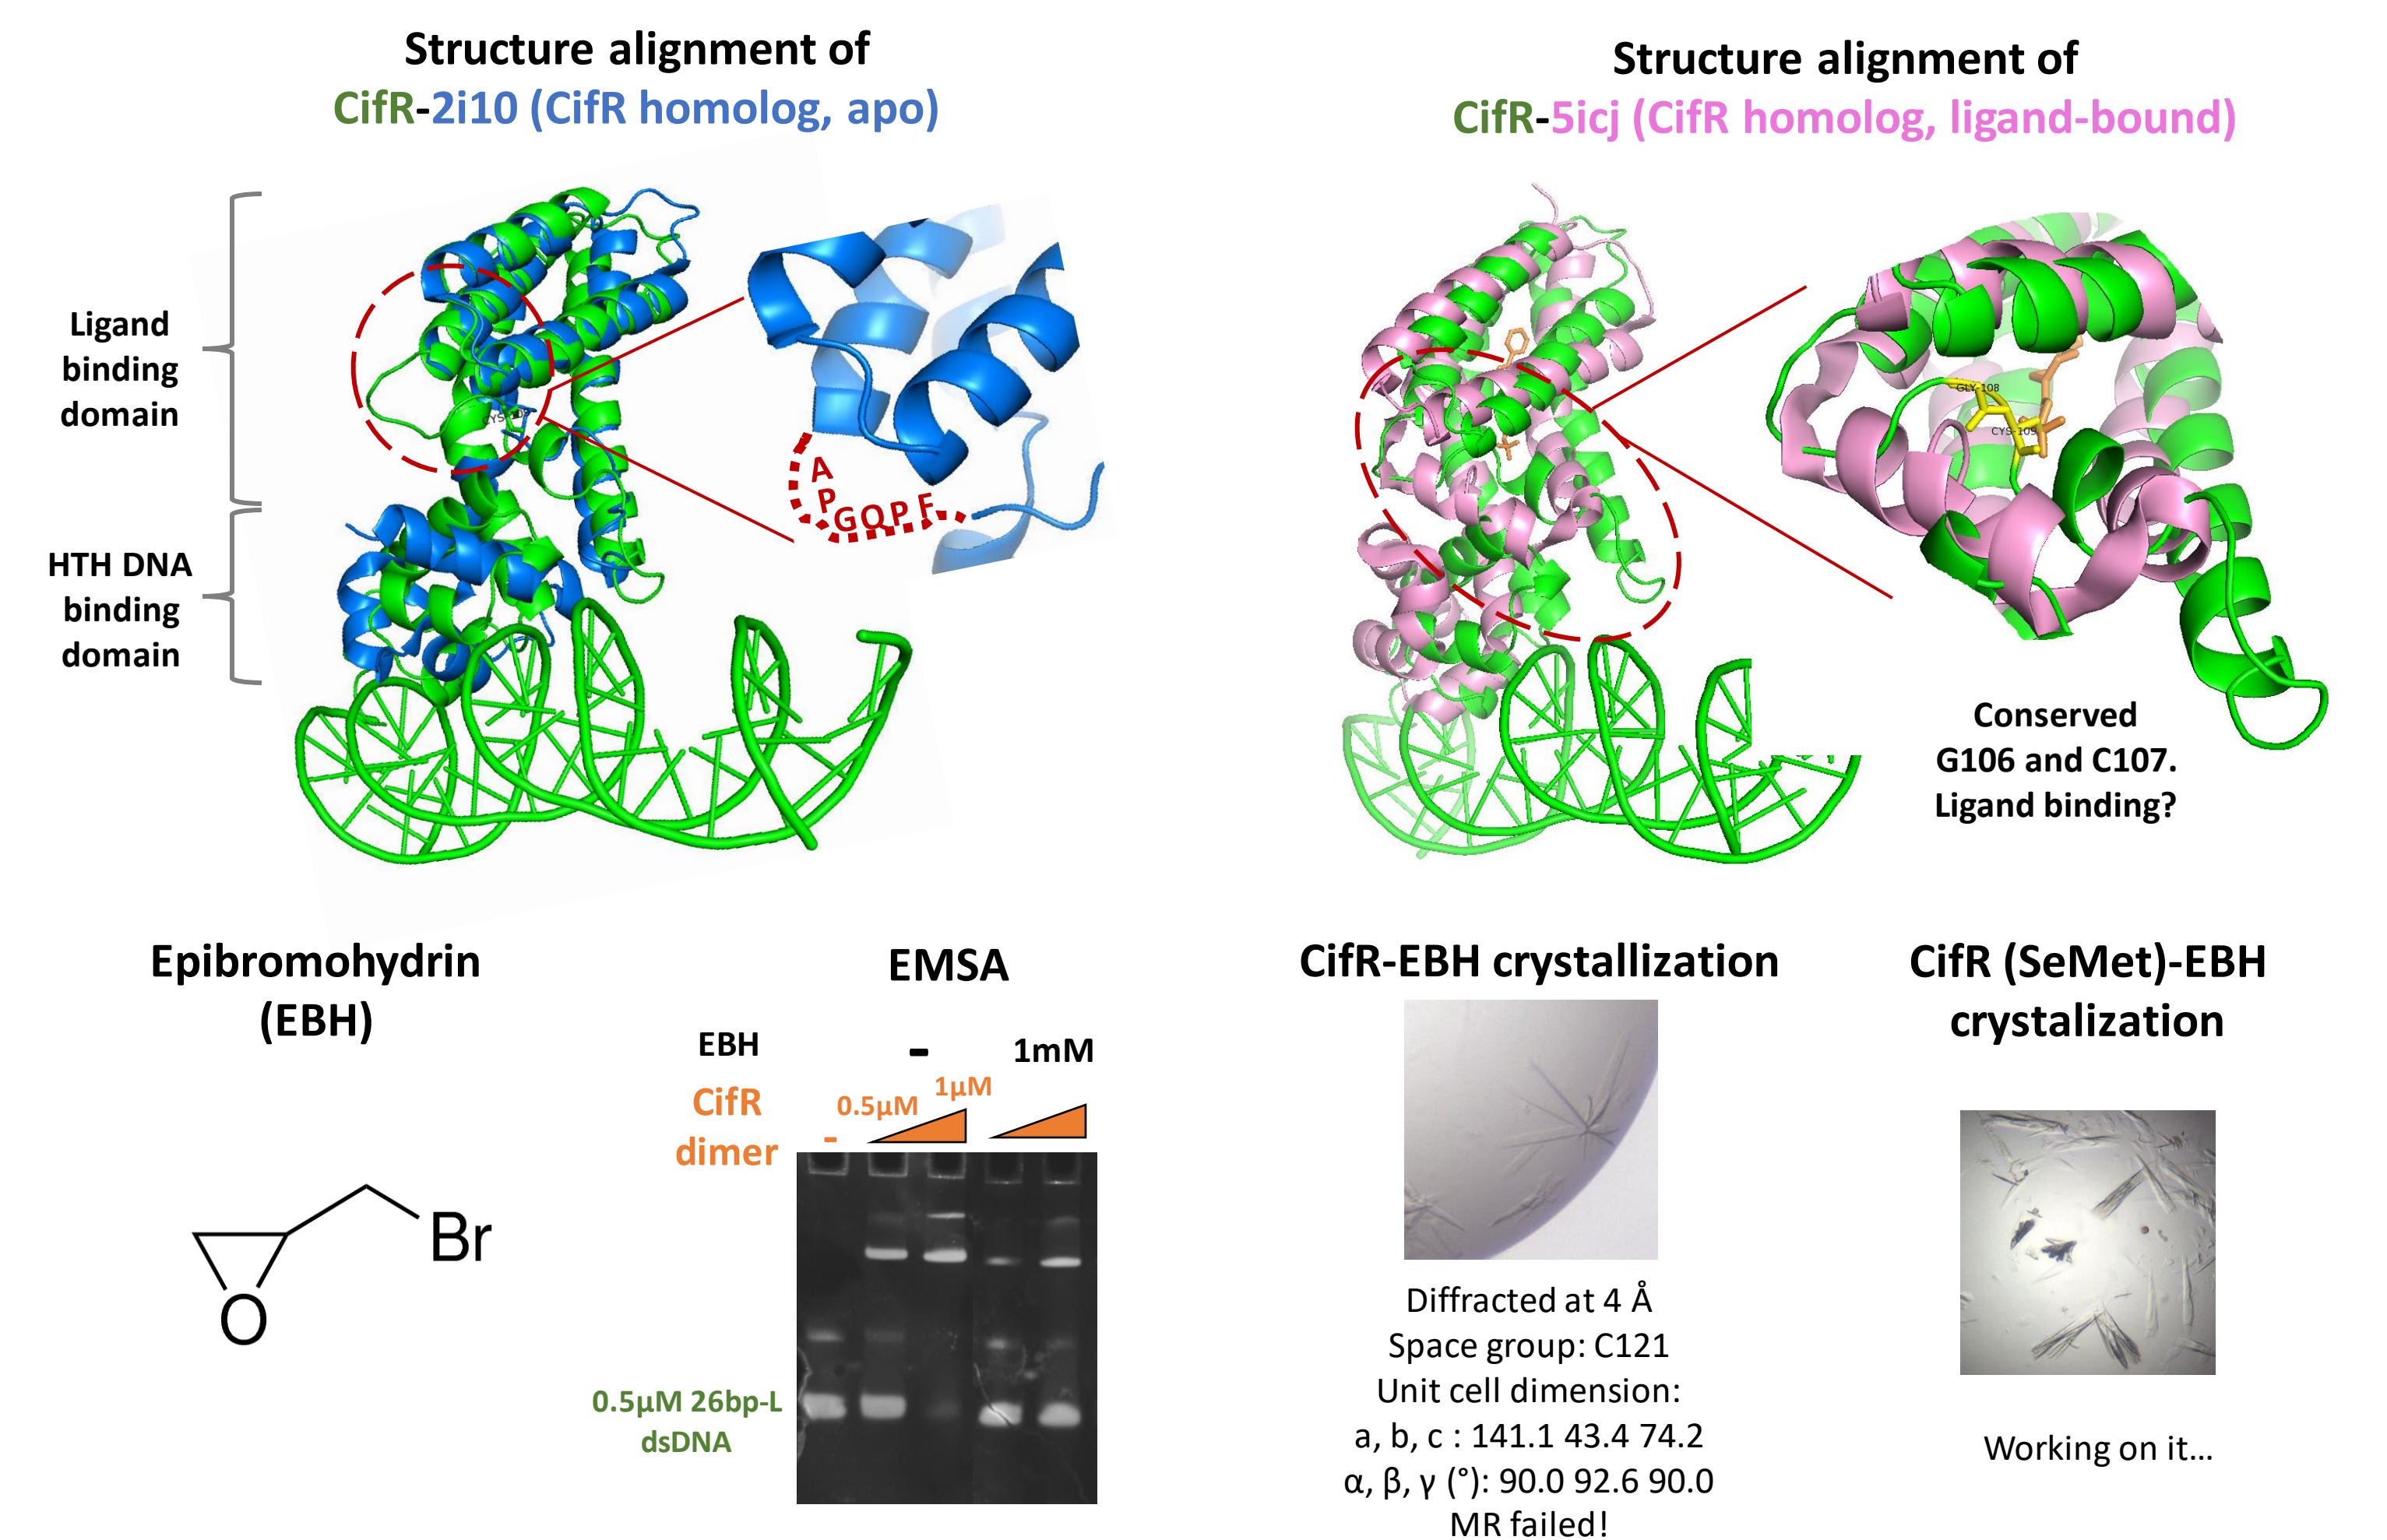 Structure alignment of
CifR-2i10 (CifR homolog, apo)
Structure alignment of
CifR-5icj (CifR homolog, ligand-bound)
Ligand
binding
domain
HTH DNA
binding
domain
A
P
GQPF
GLY-108
CYS-109
Conserved
G106 and C107.
Ligand binding?
Epibromohydrin
(EBH)
Br
O
EMSA
EBH
-
1mM
CifR
dimer
-
0.5µM
1µM
0.5µM 26bp-L
dsDNA
CifR-EBH crystallization
Diffracted at 4 Å
Space group: C121
Unit cell dimension:
a, b, c : 141.1 43.4 74.2
α, β, γ (°): 90.0 92.6 90.0
MR failed!
CifR (SeMet)-EBH
crystalization
Working on it...